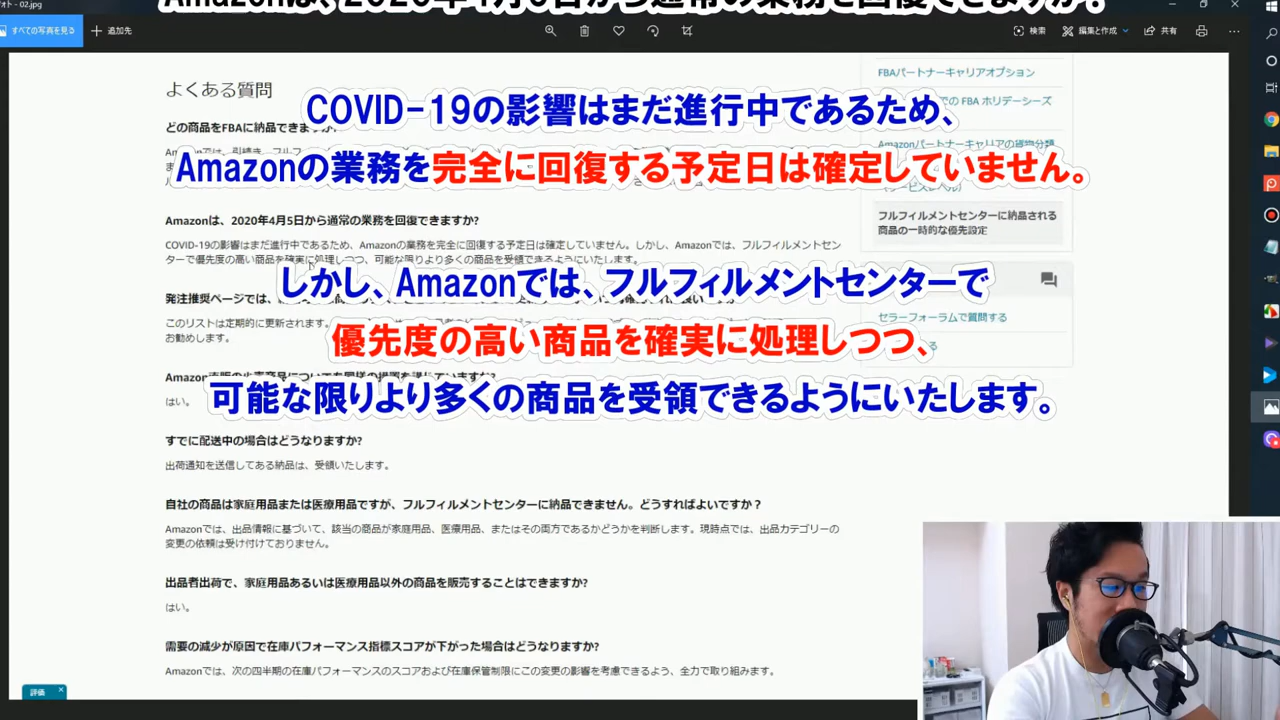 - 02.jpg
Amazonは、2020年4月5日から通常の業務を回復できますか?
すべての写真を見る
追加先
検索
編集と作成
共有
よくある質問
COVID-19の影響はまだ進行中であるため、
Amazonの業務を完全に回復する予定日は確定していません。
しかし、Amazonでは、フルフィルメントセンターで
優先度の高い商品を確実に処理しつつ、
可能な限りより多くの商品を受領できるようにいたします。
どの商品をFBAに納品できますか?
Amazonは、2020年4月5日から通常の業務を回復できますか?
COVID-19の影響はまだ進行中であるため、Amazonの業務を完全に回復する予定日は確定していません。しかし、Amazonでは、フルフィルメントセン
ターで優先度の高い商品を確実に処理しつつ、可能な限りより多くの商品を受領できるようにいたします。
発注推奨ページでは、
このリストは定期的に更新されます。
お勧めします。
はい。
すでに配送中の場合はどうなりますか?
出荷通知を送信してある納品は、受領いたします。
自社の商品は家庭用品または医療用品ですが、フルフィルメントセンターに納品できません。どうすればよいですか?
Amazonでは、出品情報に基づいて、該当の商品が家庭用品、医療用品、またはその両方であるかどうかを判断します。現時点では、出品カテゴリーの
変更の依頼は受け付けておりません。
出品者出荷で、家庭用品あるいは医療用品以外の商品を販売することはできますか?
はい。
需要の減少が原因で在庫パフォーマンス指標スコアが下がった場合はどうなりますか?
Amazonでは、次の四半期の在庫パフォーマンスのスコアおよび在庫保管制限にこの変更の影響を考慮できるよう、全力で取り組みます。
FBAパートナーキャリアオプション
FBA ホリデーシーズ
Amazonパートナーキャリアの貨物分類
フルフィルメントセンターに納品される
商品の一時的な優先設定
セラーフォーラムで質問する
評価